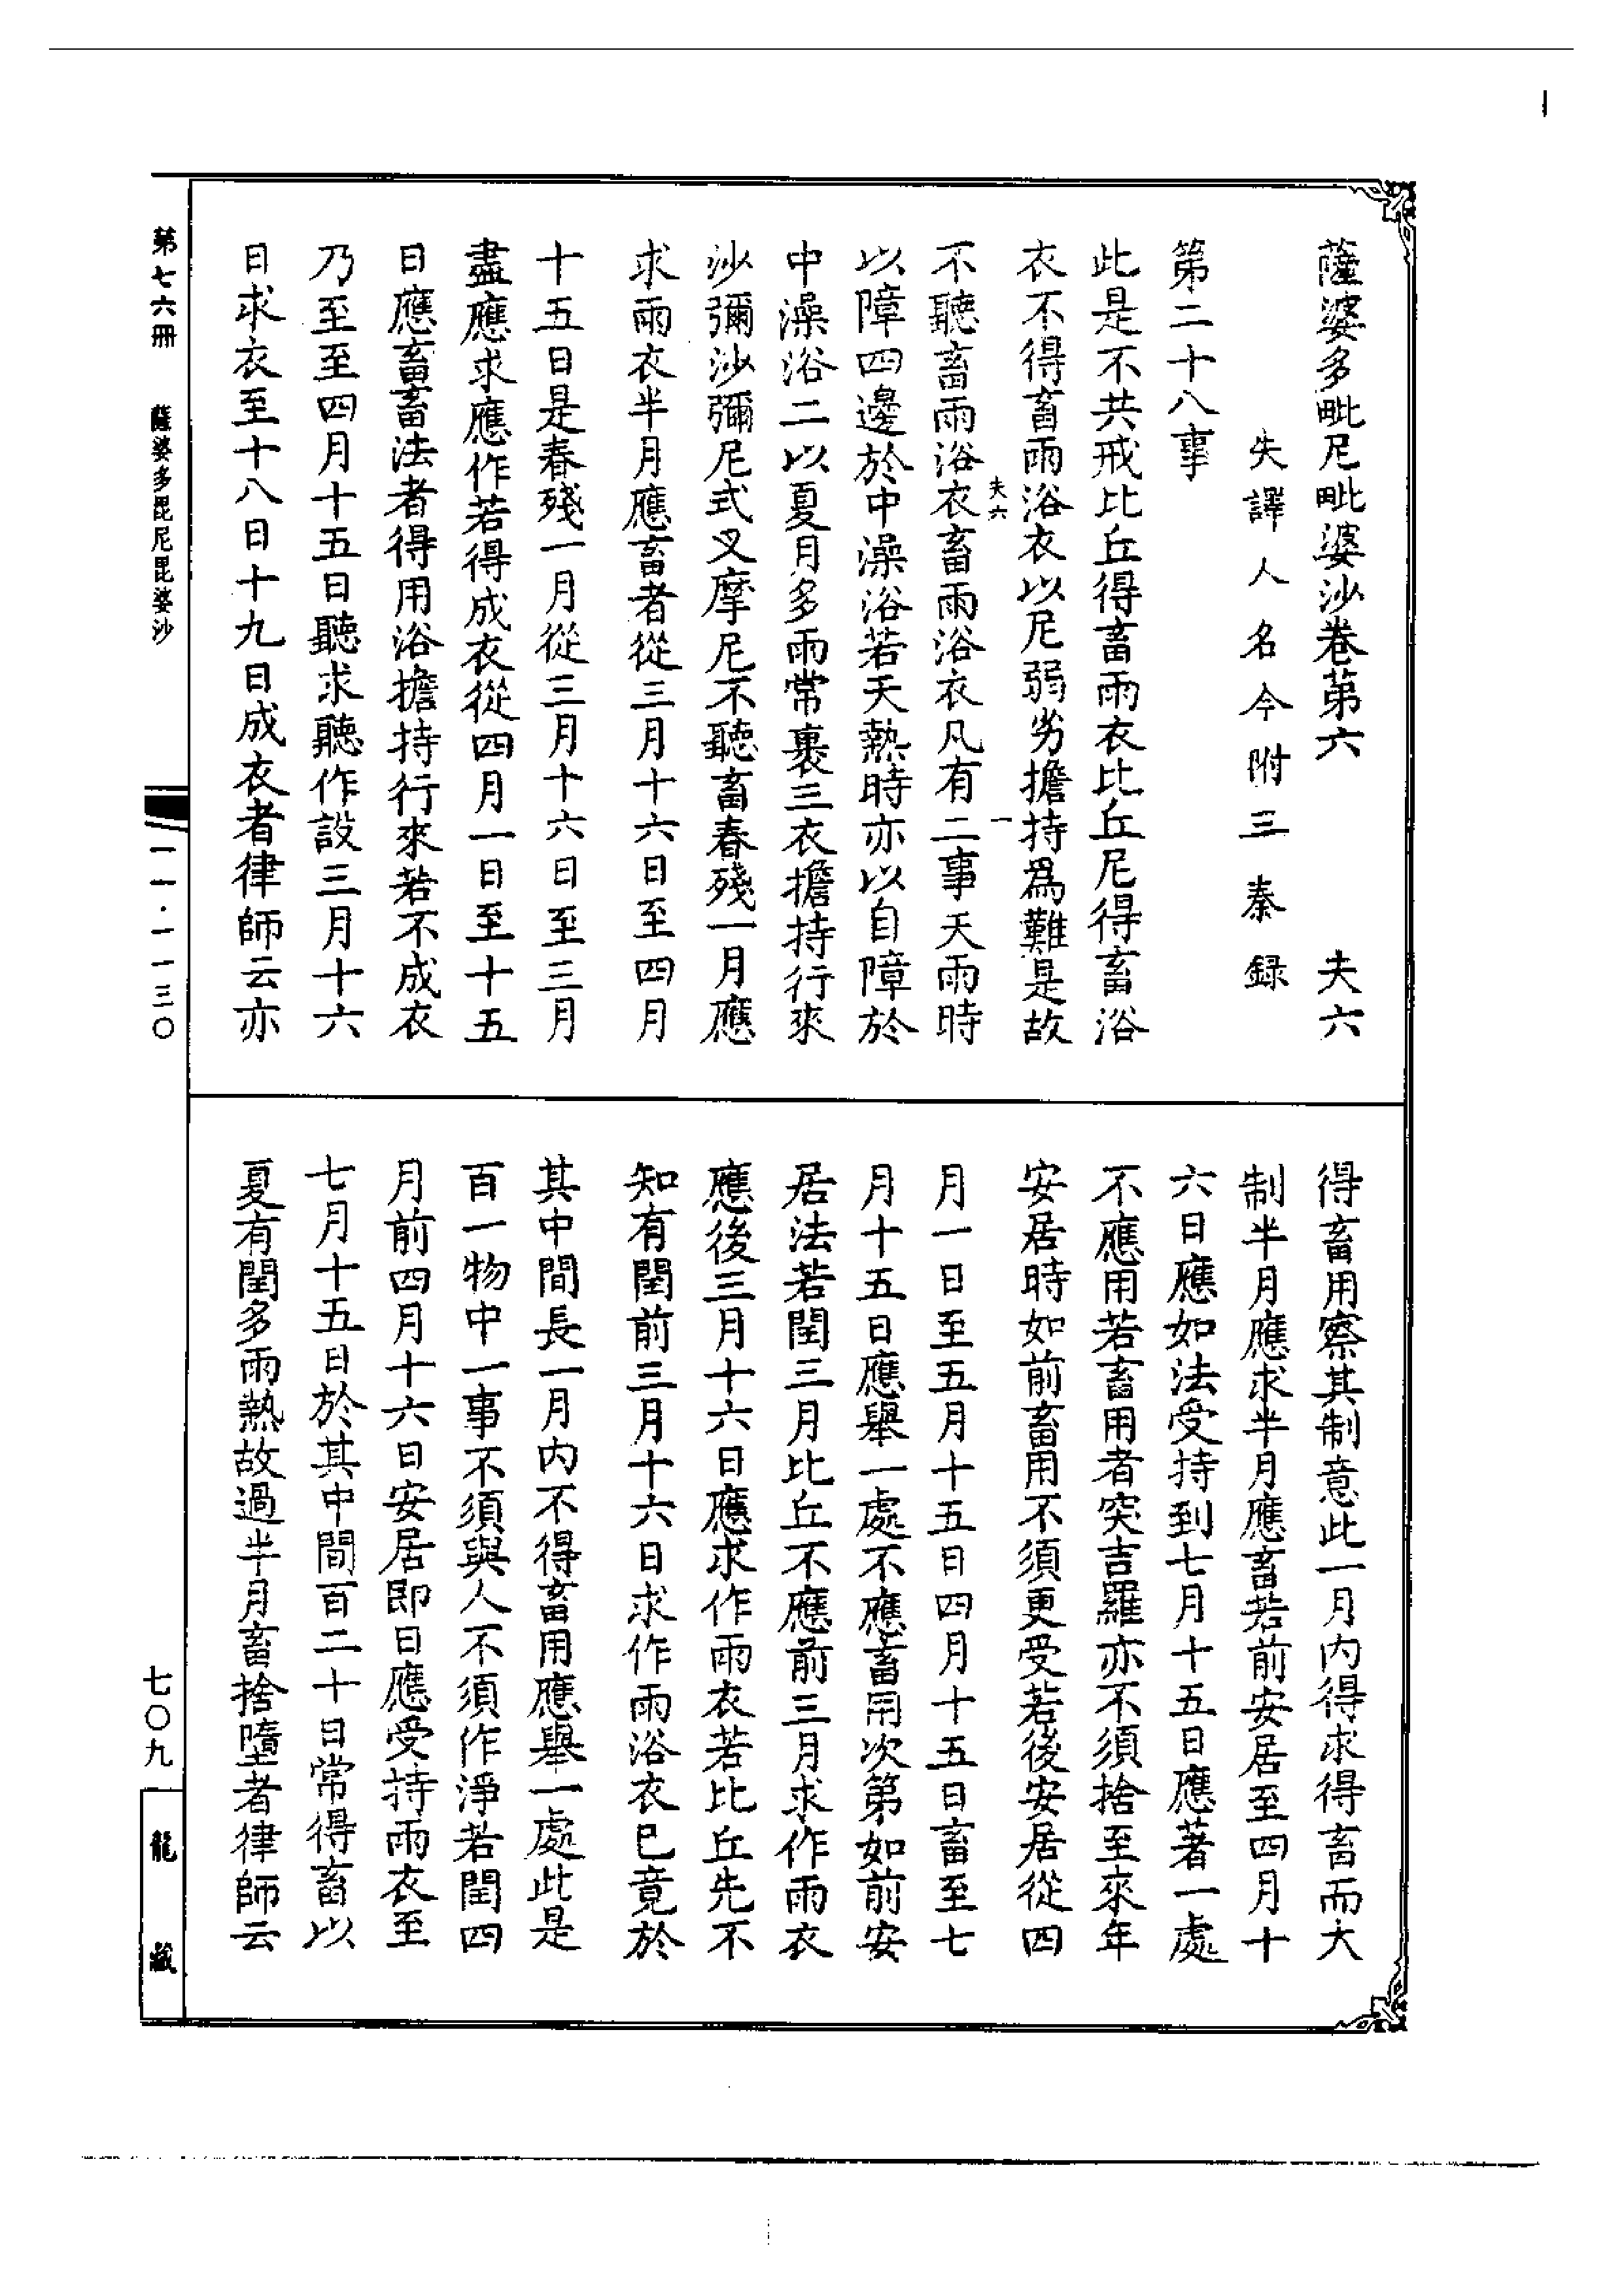 薩婆多毗尼毗婆沙卷第六　夫六
失譯人名今附三秦録
第二十八事
此是不共戒比丘得畜雨衣比丘尼得畜浴
衣不得畜雨浴衣以尼弱劣擔持爲難是故
夫六　一
不聽畜雨浴衣畜雨浴衣凡有二事天雨時
以障四邊於中澡浴若天熱時亦以自障於
中澡浴二以夏月多雨常裹三衣擔持行來
沙彌沙彌尼式叉摩尼不聽畜春殘一月應
求雨衣半月應畜者從三月十六日至四月
十五日是春殘一月從三月十六日至三月
盡應求應作若得成衣從四月一日至十五
日應畜畜法者得用浴擔持行來若不成衣
乃至至四月十五日聽求聽作設三月十六
日求衣至十八日十九日成衣者律師云亦
得畜用察其制意此一月內得求得畜而大
制半月應求半月應畜若前安居至四月十
六日應如法受持到七月十五日應著一處
不應用若畜用者突吉羅亦不須捨至來年
安居時如前畜用不須更受若後安居從四
月一日至五月十五日四月十五日畜至七
月十五日應舉一處不應畜用次第如前安
居法若閏三月比丘不應前三月求作雨衣
應後三月十六日應求作雨衣若比丘先不
知有閏前三月十六日求作雨浴衣已竟於
其中間長一月內不得畜用應舉一處此是
百一物中一事不須與人不須作淨若閏四
月前四月十六日安居即日應受持雨衣至
七月十五日於其中間百二十日常得畜以
夏有閏多雨熱故過半月畜捨墮者律師云
第七六冊　薩婆多毘尼毘婆沙　一一一·一一三〇
七〇九
龍藏